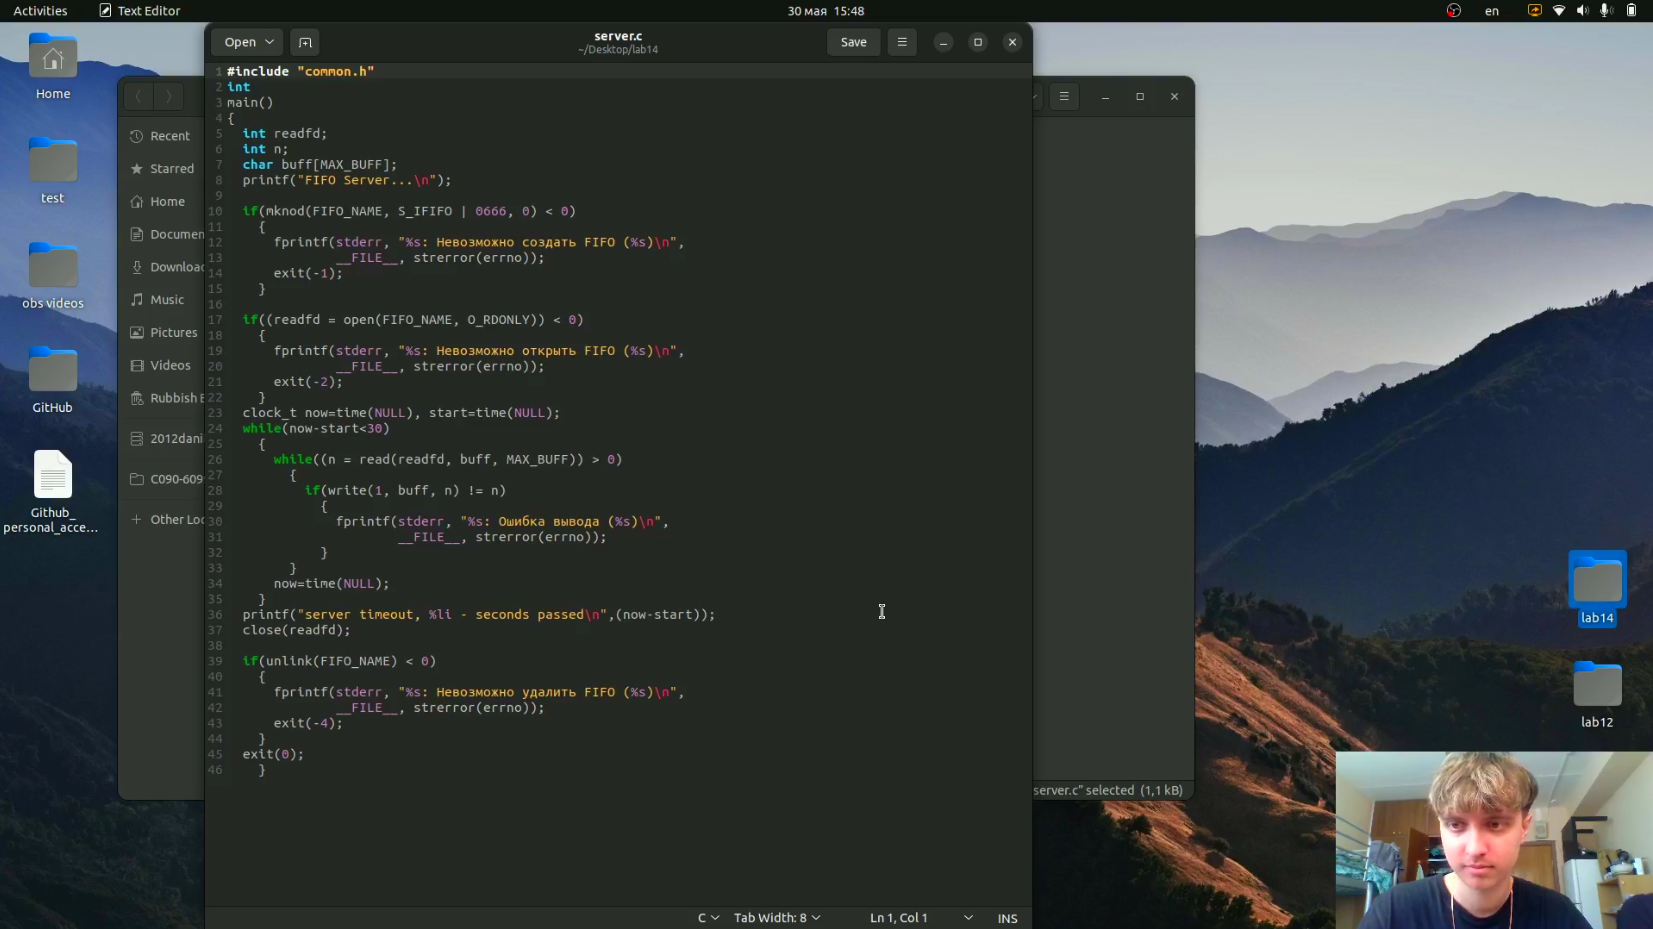 Activities
Text Editor
30 мая 15:48
en
Open
server.c
~/Desktop/lab14
Save
Home
test
obs videos
GitHub
Github_
personal_acce...
Recent
Starred
Home
Documen
Downloa
Music
Pictures
Videos
Rubbish
2012dani
C090-609
Other Loc
1 #include "common.h"
2 int
3 main()
4 {
5 int readfd;
6 int n;
7 char buff[MAX_BUFF];
8 printf("FIFO Server...\n");
9
10 if(mknod(FIFO_NAME, S_IFIFO | 0666, 0) < 0)
11 {
12 fprintf(stderr, "%s: Невозможно создать FIFO (%s)\n",
13 __FILE__, strerror(errno));
14 exit(-1);
15 }
16
17 if((readfd = open(FIFO_NAME, O_RDONLY)) < 0)
18 {
19 fprintf(stderr, "%s: Невозможно открыть FIFO (%s)\n",
20 __FILE__, strerror(errno));
21 exit(-2);
22 }
23 clock_t now=time(NULL), start=time(NULL);
24 while(now-start<30)
25 {
26 while((n = read(readfd, buff, MAX_BUFF)) > 0)
27 {
28 if(write(1, buff, n) != n)
29 {
30 fprintf(stderr, "%s: Ошибка вывода (%s)\n",
31 __FILE__, strerror(errno));
32 }
33 }
34 now=time(NULL);
35 }
36 printf("server timeout, %li - seconds passed\n",(now-start));
37 close(readfd);
38
39 if(unlink(FIFO_NAME) < 0)
40 {
41 fprintf(stderr, "%s: Невозможно удалить FIFO (%s)\n",
42 __FILE__, strerror(errno));
43 exit(-4);
44 }
45 exit(0);
46 }
lab14
lab12
server.c" selected (1,1 kB)
C
Tab Width: 8
Ln 1, Col 1
INS